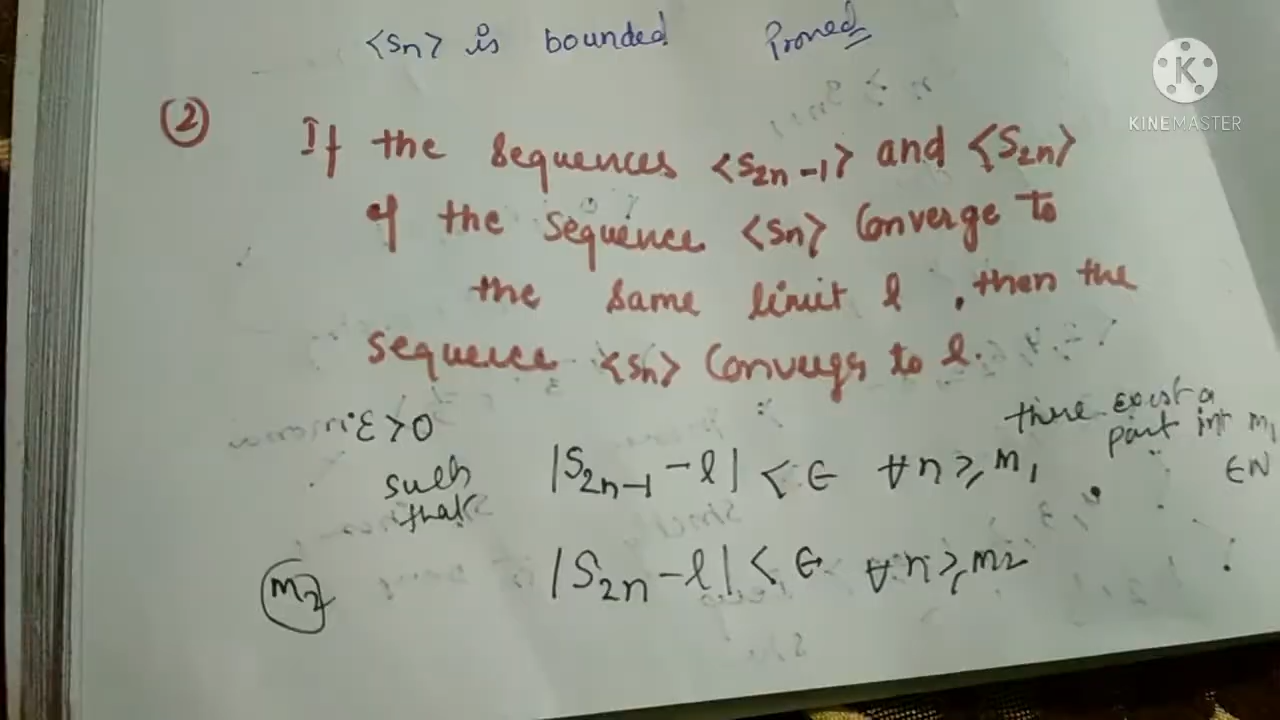 <Sn> is bounded Proved
KINEMASTER
② If the sequences <S2n-1> and <S2n>
of the sequence <Sn> Converge to
the same limit l, then the
sequence <Sn> Converges to l.
ε>0 there exist a
part int m1
∈N
such
that
|S2n-1 - l| < ϵ ∀n≥m1
m2 |S2n - l| < ϵ ∀n≥m2